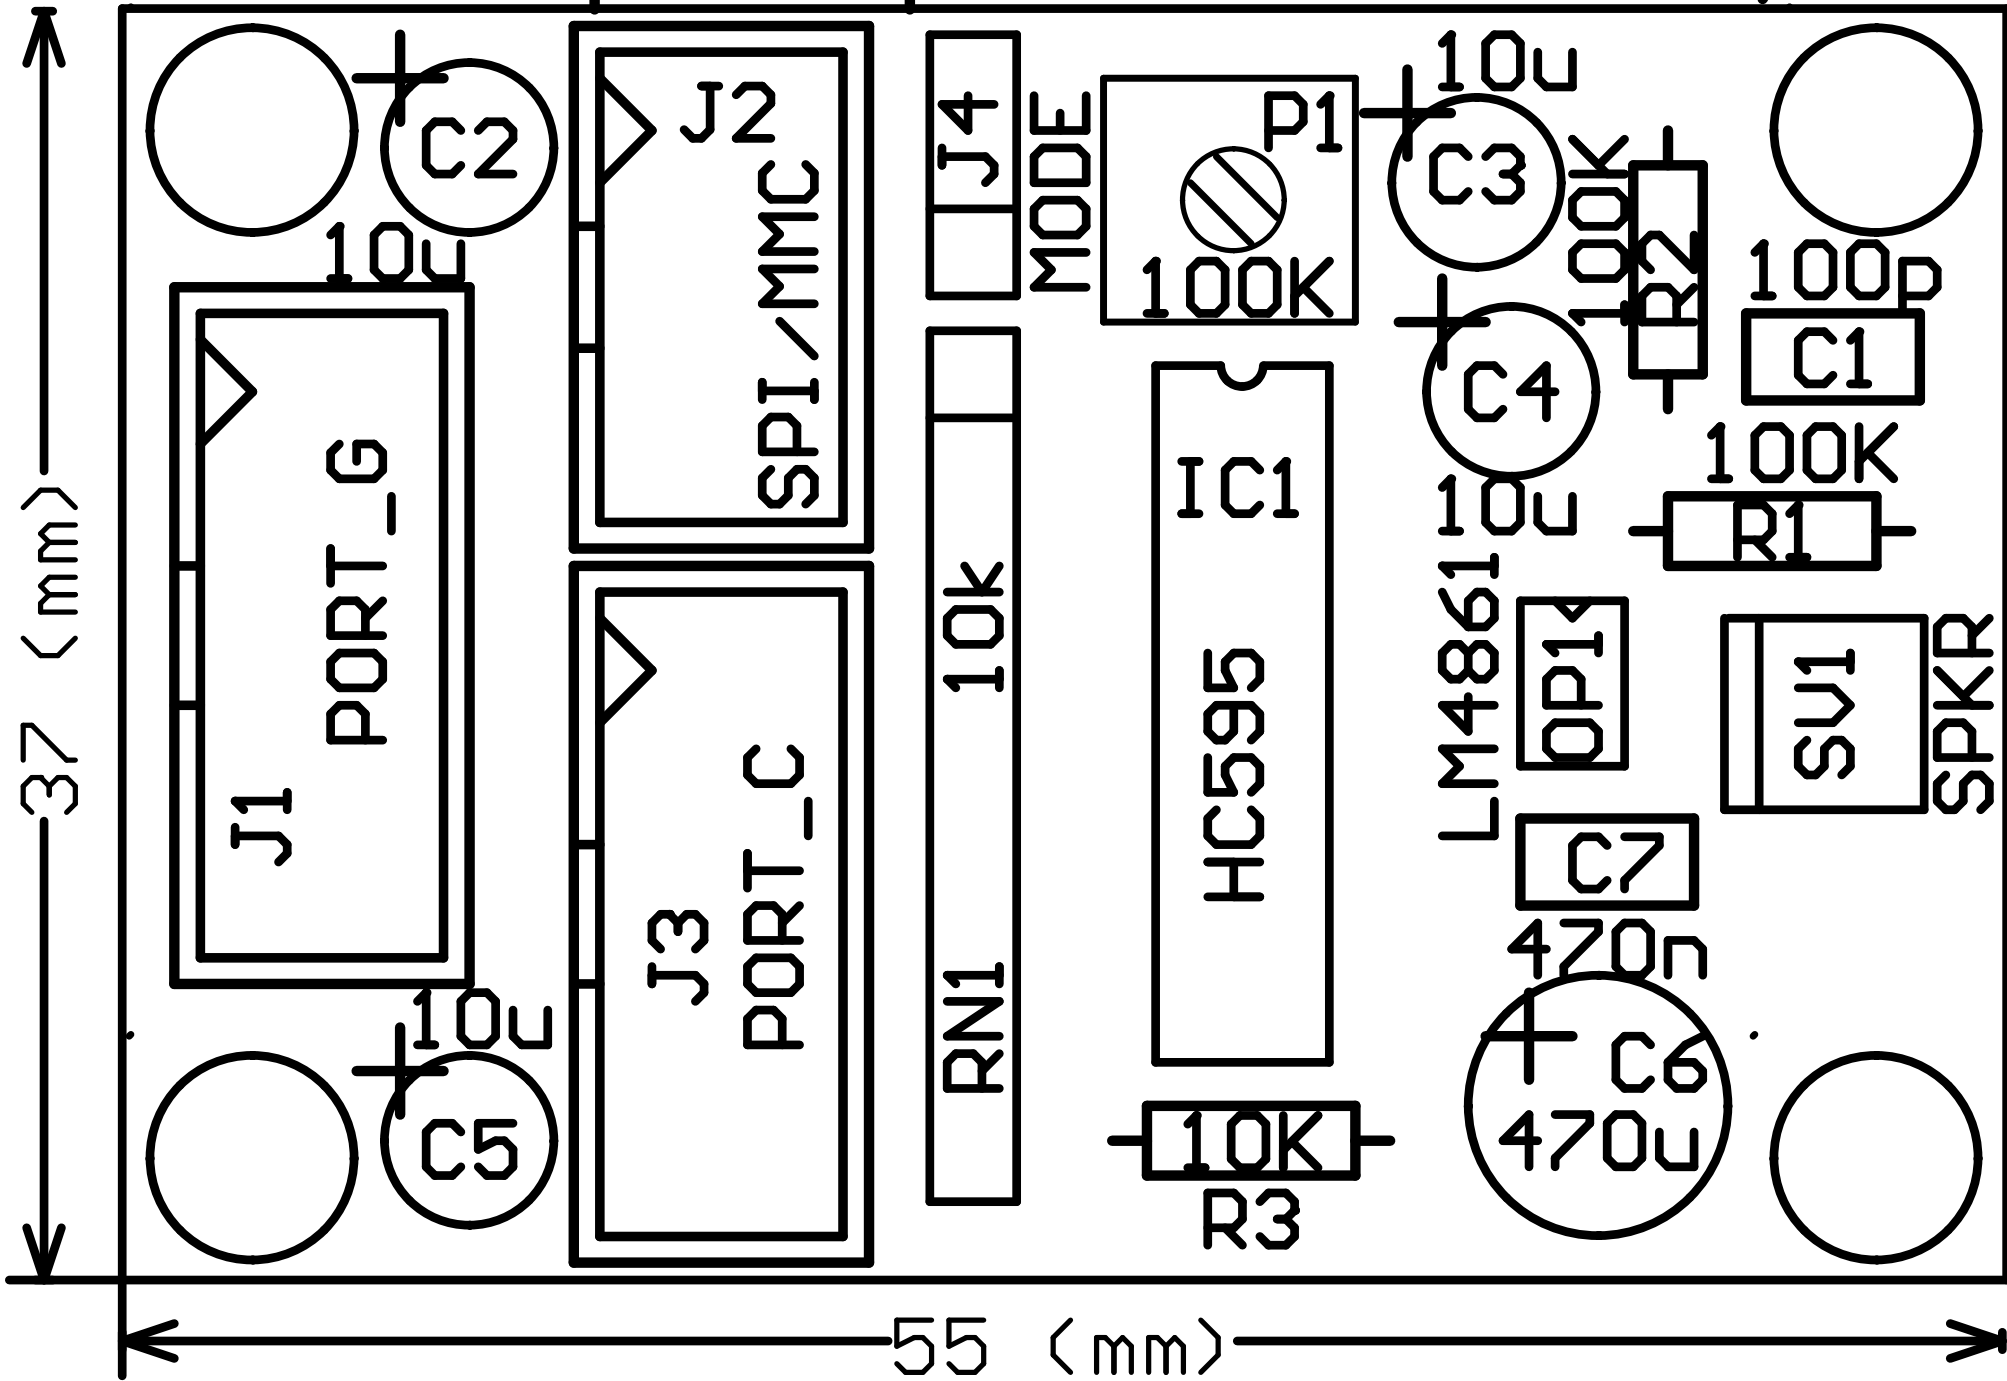 10u
C2
J2
J4
MODE
P1
C3
10u
SPI/MMC
100K
100K
R2
100p
C1
C4
100K
PORT_G
IC1
10u
R1
37 (mm)
10k
LM4861
OP1
SV1
SPKR
HC595
J1
PORT_C
J3
C7
470n
10u
RN1
C6
470u
C5
10K
R3
55 (mm)